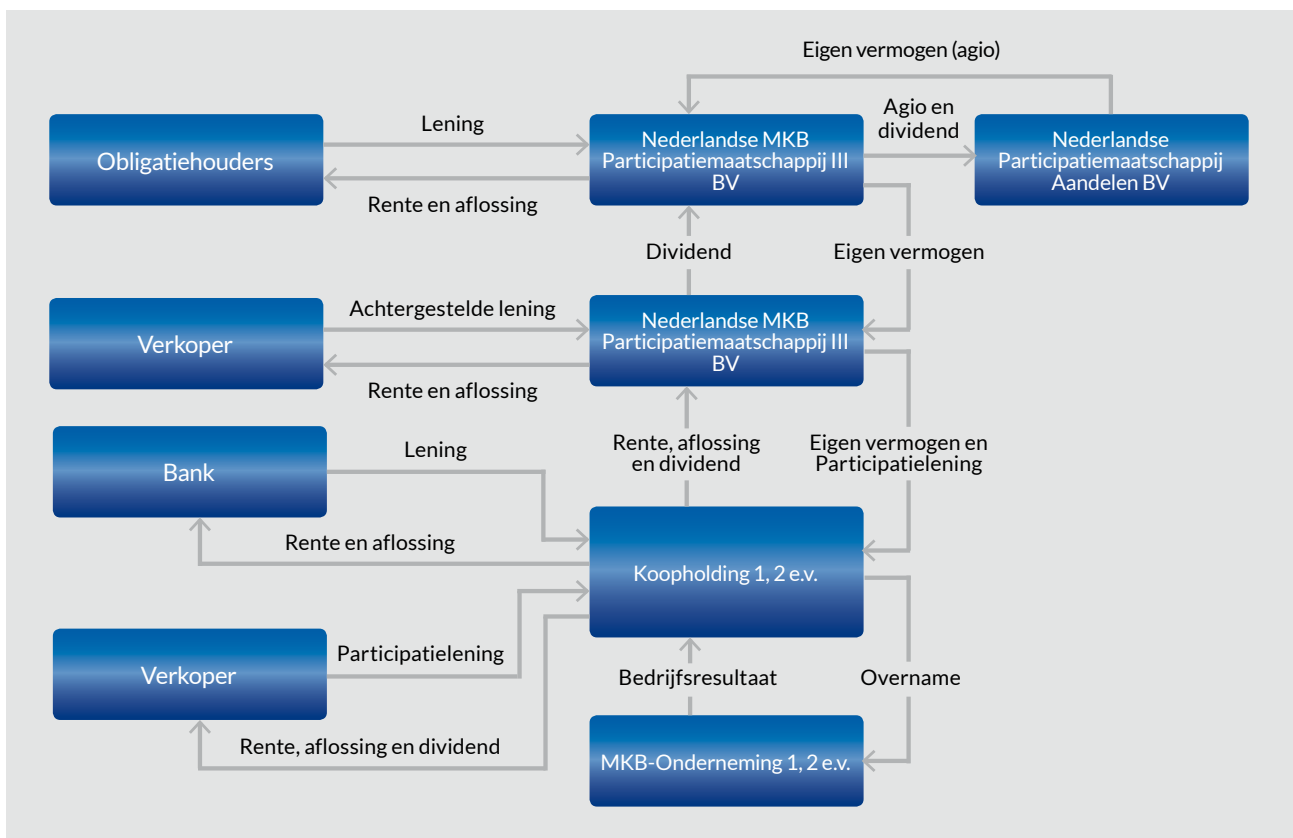 Eigen vermogen (agio)
Obligatiehouders
Lening
Rente en aflossing
Nederlandse MKB
Participatiemaatschappij III
BV
Agio en
dividend
Nederlandse
Participatiemaatschappij
Aandelen BV
Dividend
Eigen vermogen
Verkoper
Achtergestelde lening
Rente en aflossing
Nederlandse MKB
Participatiemaatschappij III
BV
Bank
Lening
Rente en aflossing
Rente, aflossing
en dividend
Eigen vermogen en
Participatielening
Koopholding 1, 2 e.v.
Verkoper
Participatielening
Rente, aflossing en dividend
Bedrijfsresultaat
Overname
MKB-Onderneming 1, 2 e.v.